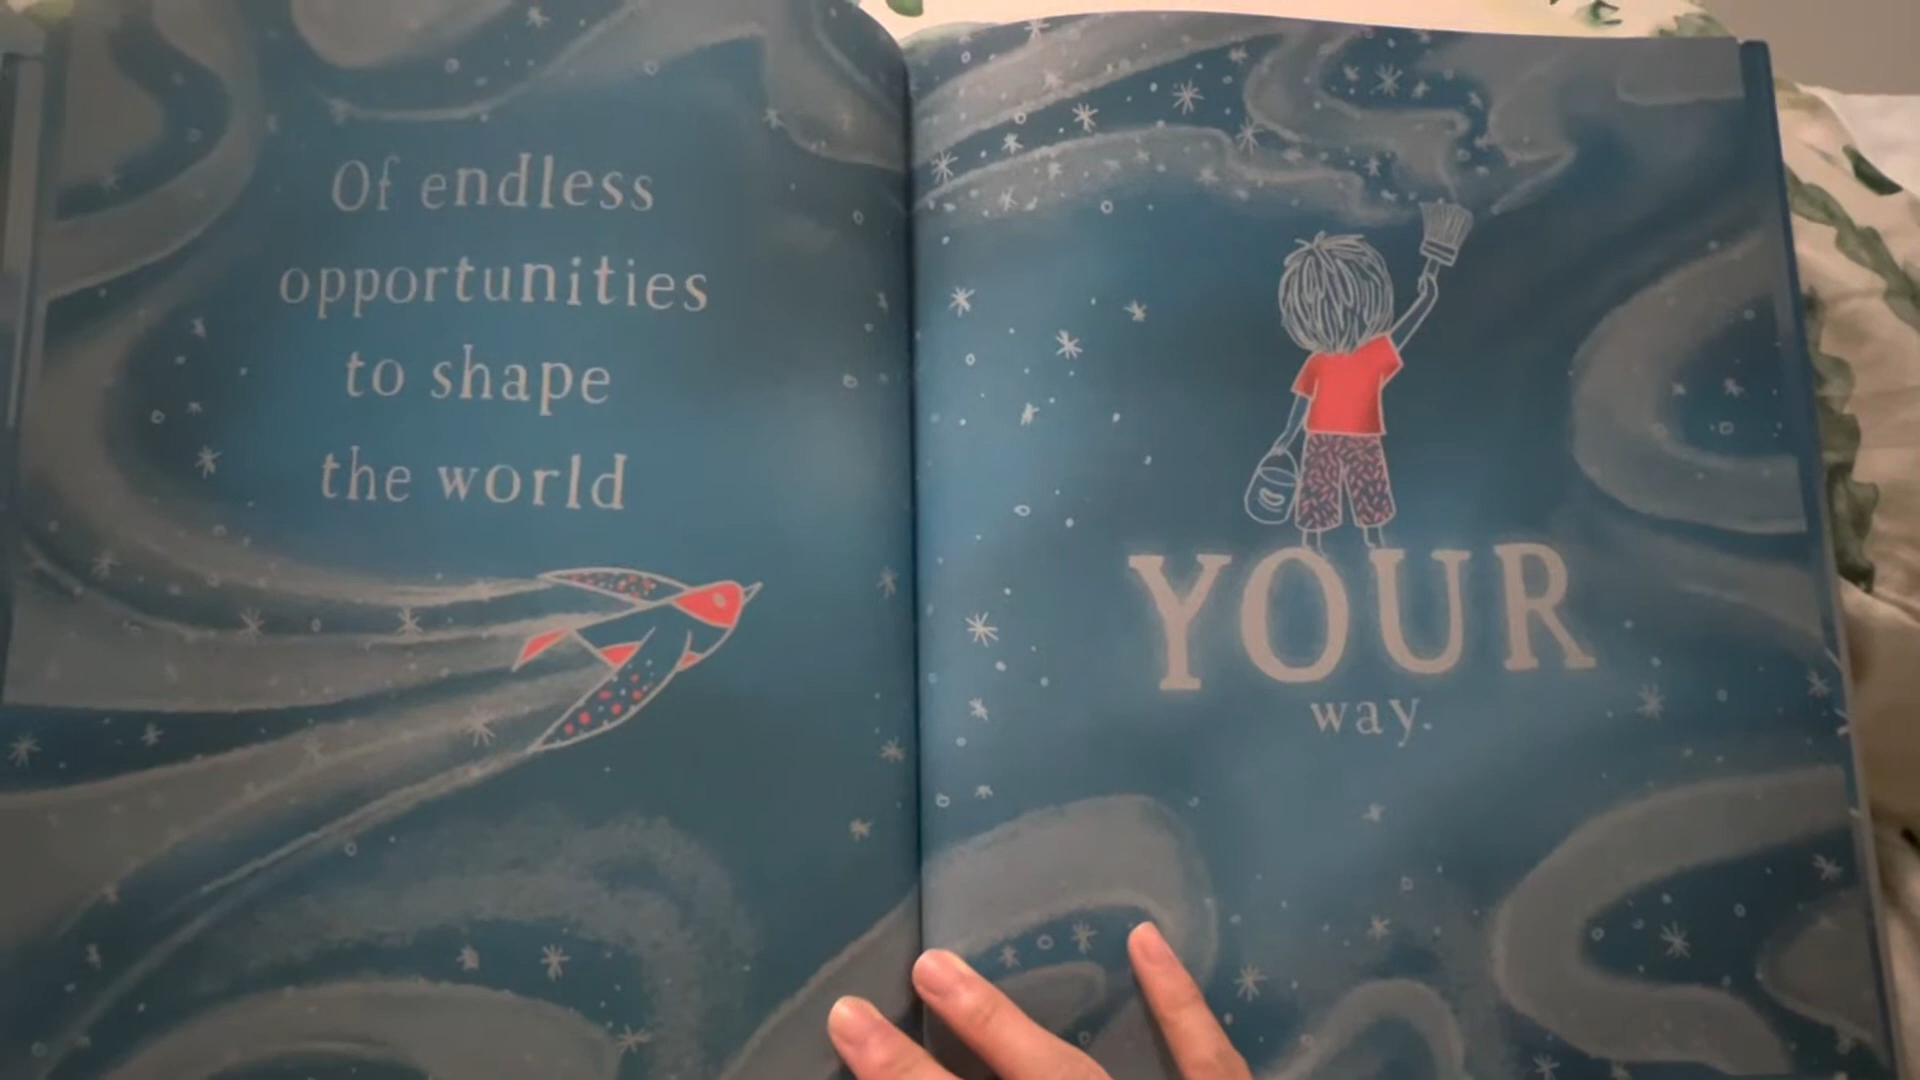 Of endless
opportunities
to shape
the world
YOUR
way.